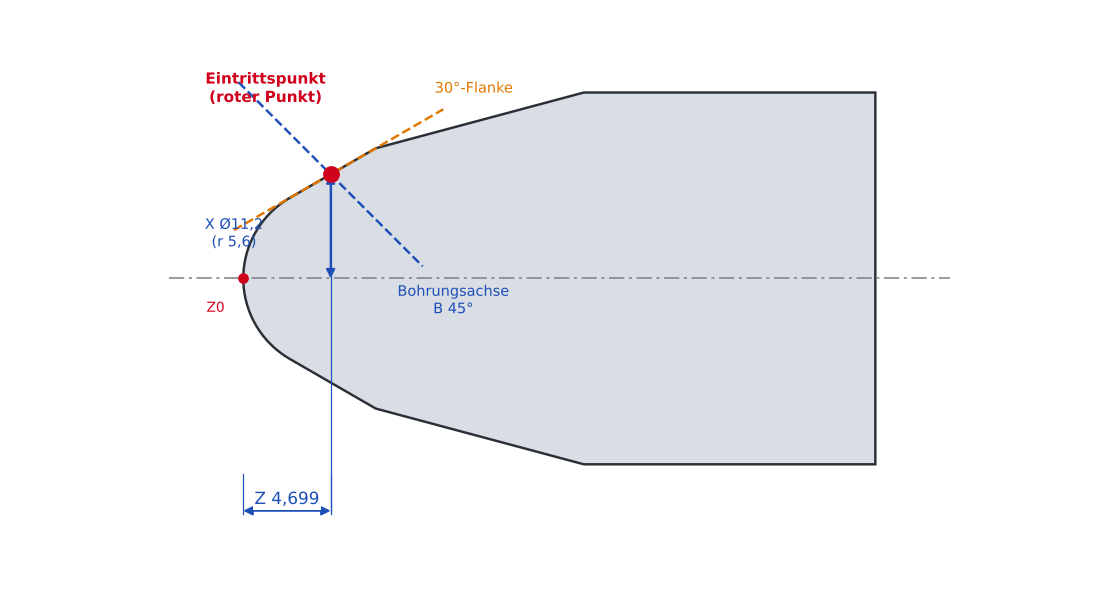 Eintrittspunkt
(roter Punkt)
30°-Flanke
X Ø11,2
(r 5,6)
Bohrungsachse
B 45°
Z0
Z 4,699